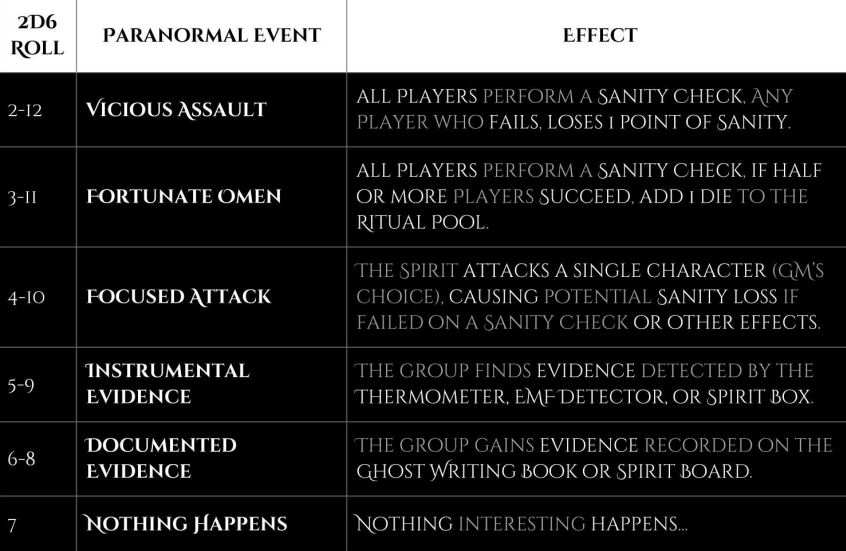 2D6
ROLL
PARANORMAL EVENT
EFFECT
2-12
VICIOUS ASSAULT
ALL PLAYERS PERFORM A SANITY CHECK, ANY
PLAYER WHO FAILS, LOSES 1 POINT OF SANITY.
3-11
FORTUNATE OMEN
ALL PLAYERS PERFORM A SANITY CHECK, IF HALF
OR MORE PLAYERS SUCCEED, ADD 1 DIE TO THE
RITUAL POOL.
4-10
FOCUSED ATTACK
THE SPIRIT ATTACKS A SINGLE CHARACTER (GM'S
CHOICE), CAUSING POTENTIAL SANITY LOSS IF
FAILED ON A SANITY CHECK OR OTHER EFFECTS.
5-9
INSTRUMENTAL
EVIDENCE
THE GROUP FINDS EVIDENCE DETECTED BY THE
THERMOMETER, EMF DETECTOR, OR SPIRIT BOX.
6-8
DOCUMENTED
EVIDENCE
THE GROUP GAINS EVIDENCE RECORDED ON THE
GHOST WRITING BOOK OR SPIRIT BOARD.
7
NOTHING HAPPENS
NOTHING INTERESTING HAPPENS...